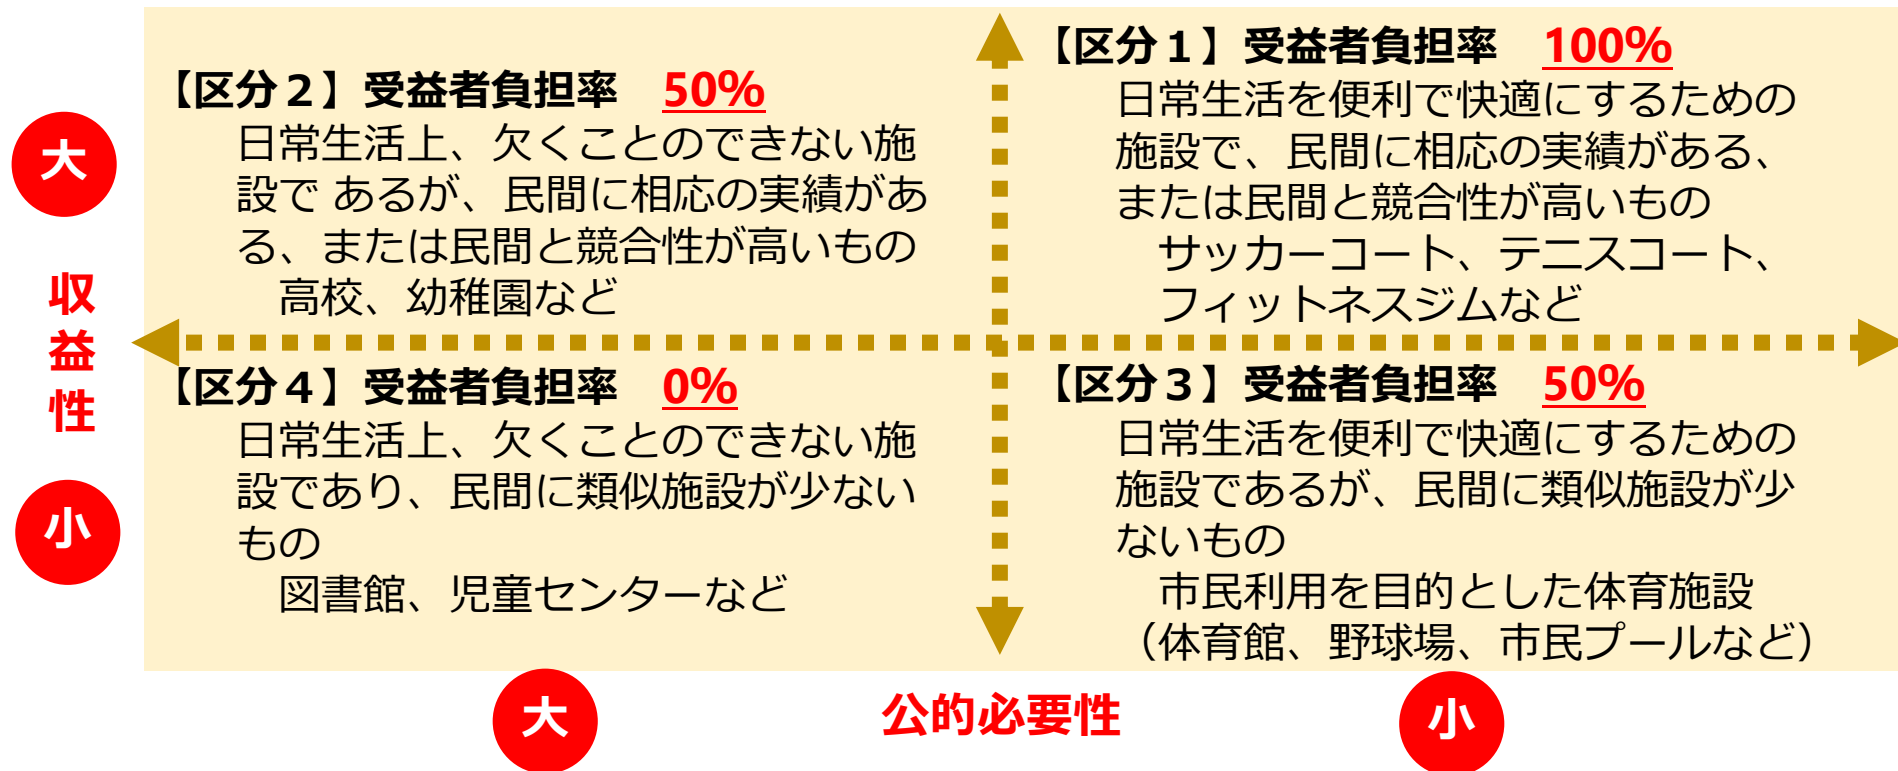 【区分２】受益者負担率　50%
日常生活上、欠くことのできない施
設で あるが、民間に相応の実績があ
る、または民間と競合性が高いもの
高校、幼稚園など
【区分１】受益者負担率　100%
日常生活を便利で快適にするための
施設で、民間に相応の実績がある、
または民間と競合性が高いもの
サッカーコート、テニスコート、
フィットネスジムなど
【区分４】受益者負担率　0%
日常生活上、欠くことのできない施
設であり、民間に類似施設が少ない
もの
図書館、児童センターなど
【区分３】受益者負担率　50%
日常生活を便利で快適にするための
施設であるが、民間に類似施設が少
ないもの
市民利用を目的とした体育施設
（体育館、野球場、市民プールなど）
大
収益性
小
大
公的必要性
小